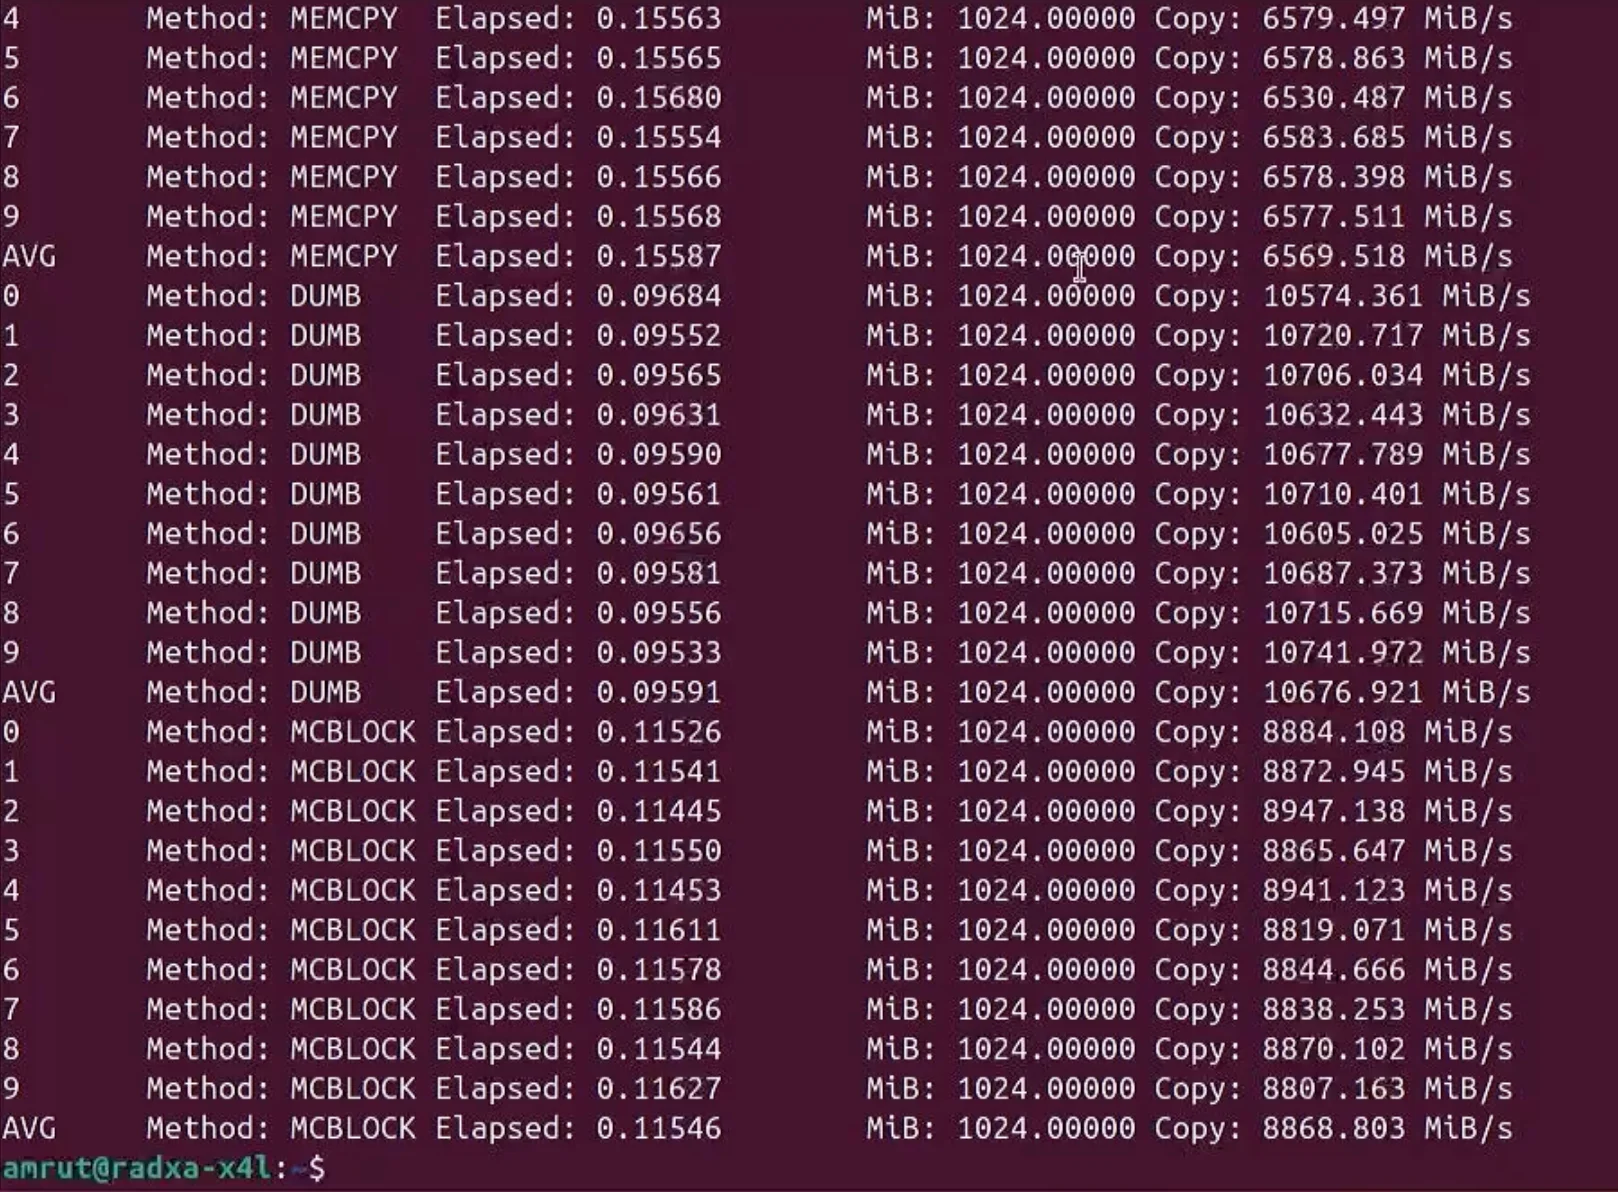 4 Method: MEMCPY Elapsed: 0.15563 MiB: 1024.00000 Copy: 6579.497 MiB/s
5 Method: MEMCPY Elapsed: 0.15565 MiB: 1024.00000 Copy: 6578.863 MiB/s
6 Method: MEMCPY Elapsed: 0.15680 MiB: 1024.00000 Copy: 6530.487 MiB/s
7 Method: MEMCPY Elapsed: 0.15554 MiB: 1024.00000 Copy: 6583.685 MiB/s
8 Method: MEMCPY Elapsed: 0.15566 MiB: 1024.00000 Copy: 6578.398 MiB/s
9 Method: MEMCPY Elapsed: 0.15568 MiB: 1024.00000 Copy: 6577.511 MiB/s
AVG Method: MEMCPY Elapsed: 0.15587 MiB: 1024.00000 Copy: 6569.518 MiB/s
0 Method: DUMB Elapsed: 0.09684 MiB: 1024.00000 Copy: 10574.361 MiB/s
1 Method: DUMB Elapsed: 0.09552 MiB: 1024.00000 Copy: 10720.717 MiB/s
2 Method: DUMB Elapsed: 0.09565 MiB: 1024.00000 Copy: 10706.034 MiB/s
3 Method: DUMB Elapsed: 0.09631 MiB: 1024.00000 Copy: 10632.443 MiB/s
4 Method: DUMB Elapsed: 0.09590 MiB: 1024.00000 Copy: 10677.789 MiB/s
5 Method: DUMB Elapsed: 0.09561 MiB: 1024.00000 Copy: 10710.401 MiB/s
6 Method: DUMB Elapsed: 0.09656 MiB: 1024.00000 Copy: 10605.025 MiB/s
7 Method: DUMB Elapsed: 0.09581 MiB: 1024.00000 Copy: 10687.373 MiB/s
8 Method: DUMB Elapsed: 0.09556 MiB: 1024.00000 Copy: 10715.669 MiB/s
9 Method: DUMB Elapsed: 0.09533 MiB: 1024.00000 Copy: 10741.972 MiB/s
AVG Method: DUMB Elapsed: 0.09591 MiB: 1024.00000 Copy: 10676.921 MiB/s
0 Method: MCBLOCK Elapsed: 0.11526 MiB: 1024.00000 Copy: 8884.108 MiB/s
1 Method: MCBLOCK Elapsed: 0.11541 MiB: 1024.00000 Copy: 8872.945 MiB/s
2 Method: MCBLOCK Elapsed: 0.11445 MiB: 1024.00000 Copy: 8947.138 MiB/s
3 Method: MCBLOCK Elapsed: 0.11550 MiB: 1024.00000 Copy: 8865.647 MiB/s
4 Method: MCBLOCK Elapsed: 0.11453 MiB: 1024.00000 Copy: 8941.123 MiB/s
5 Method: MCBLOCK Elapsed: 0.11611 MiB: 1024.00000 Copy: 8819.071 MiB/s
6 Method: MCBLOCK Elapsed: 0.11578 MiB: 1024.00000 Copy: 8844.666 MiB/s
7 Method: MCBLOCK Elapsed: 0.11586 MiB: 1024.00000 Copy: 8838.253 MiB/s
8 Method: MCBLOCK Elapsed: 0.11544 MiB: 1024.00000 Copy: 8870.102 MiB/s
9 Method: MCBLOCK Elapsed: 0.11627 MiB: 1024.00000 Copy: 8807.163 MiB/s
AVG Method: MCBLOCK Elapsed: 0.11546 MiB: 1024.00000 Copy: 8868.803 MiB/s
amrut@radxa-x4l:~$